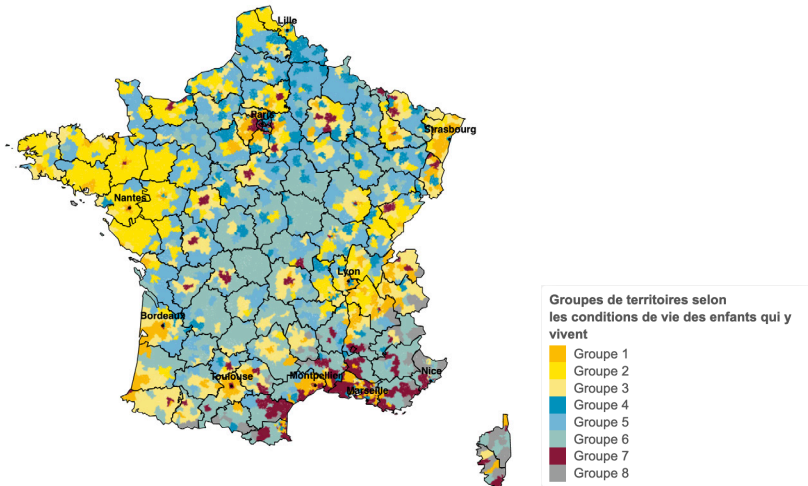 Lille
Paris
Strasbourg
Nantes
Lyon
Bordeaux
Toulouse
Montpellier
Marseille
Nice
Groupes de territoires selon
les conditions de vie des enfants qui y
vivent
Groupe 1
Groupe 2
Groupe 3
Groupe 4
Groupe 5
Groupe 6
Groupe 7
Groupe 8